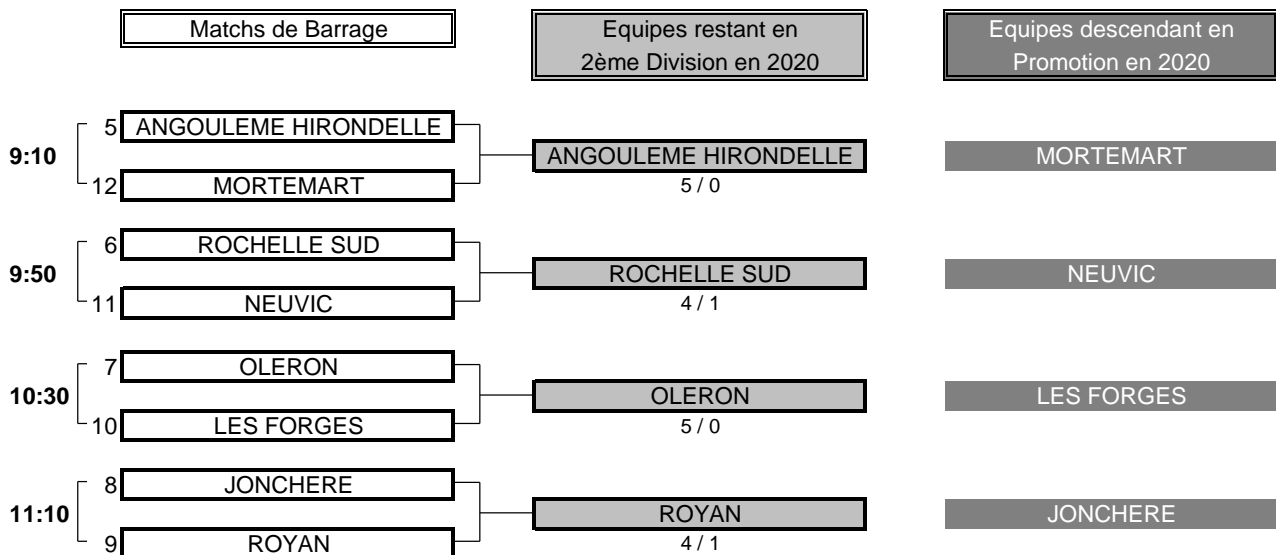 Matchs de Barrage
Equipes restant en
2ème Division en 2020
Equipes descendant en
Promotion en 2020
5 ANGOULEME HIRONDELLE
9:10
ANGOULEME HIRONDELLE
MORTEMART
12 MORTEMART
5 / 0
6 ROCHELLE SUD
9:50
ROCHELLE SUD
NEUVIC
11 NEUVIC
4 / 1
7 OLERON
10:30
OLERON
LES FORGES
10 LES FORGES
5 / 0
8 JONCHERE
11:10
ROYAN
JONCHERE
9 ROYAN
4 / 1